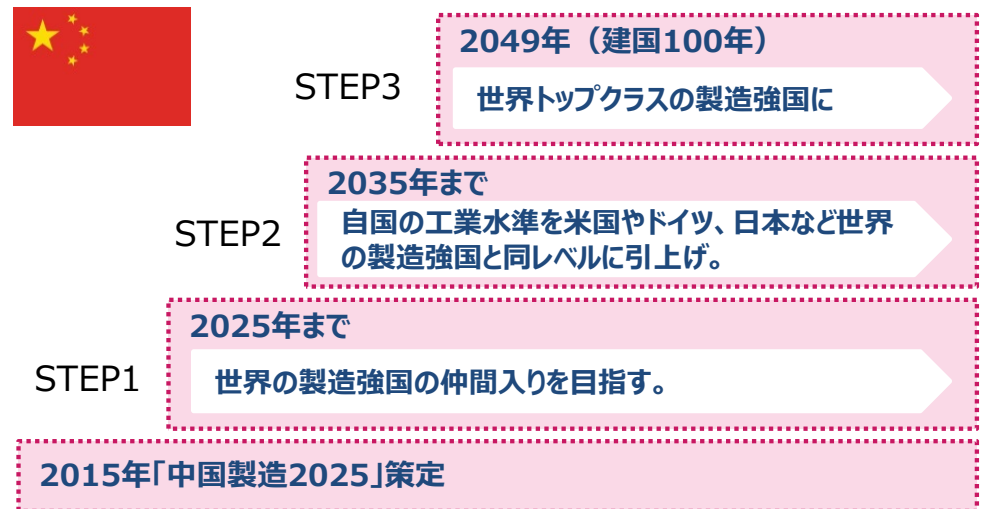 2049年（建国100年）
STEP3
世界トップクラスの製造強国に
2035年まで
STEP2
自国の工業水準を米国やドイツ、日本など世界
の製造強国と同レベルに引上げ。
2025年まで
STEP1
世界の製造強国の仲間入りを目指す。
2015年｢中国製造2025｣策定